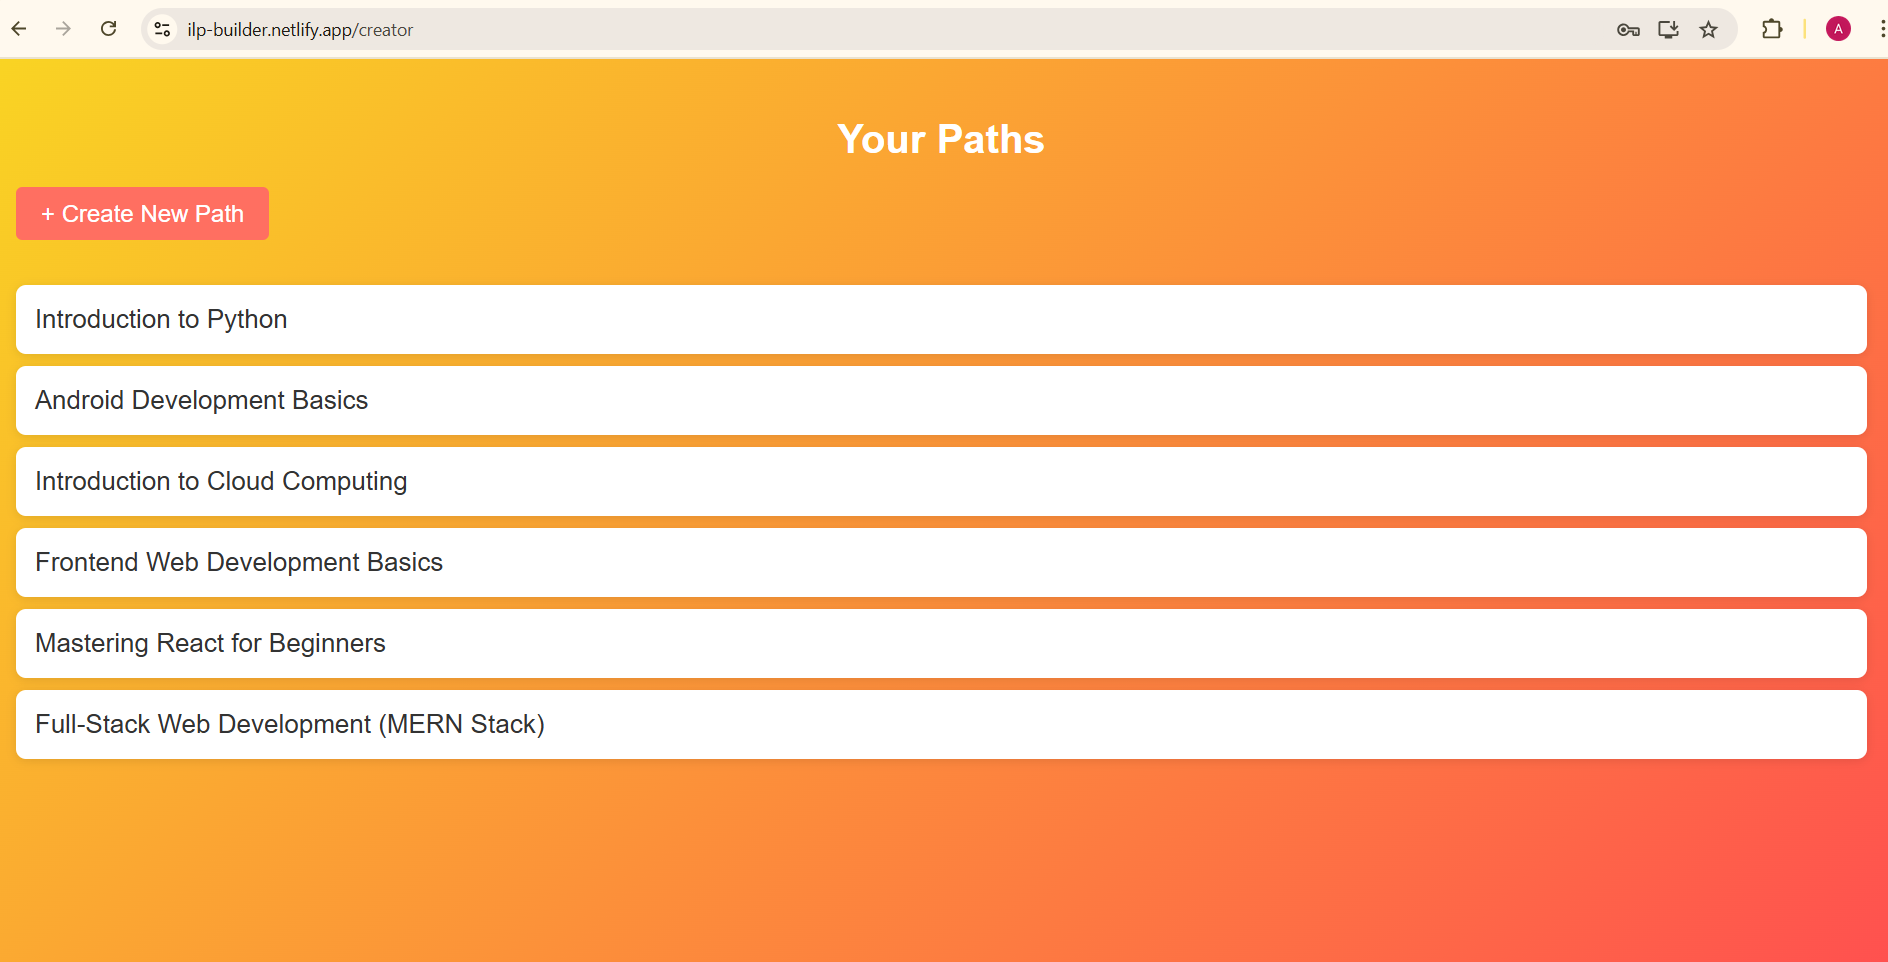 ilp-builder.netlify.app/creator
A
Your Paths
+ Create New Path
Introduction to Python
Android Development Basics
Introduction to Cloud Computing
Frontend Web Development Basics
Mastering React for Beginners
Full-Stack Web Development (MERN Stack)